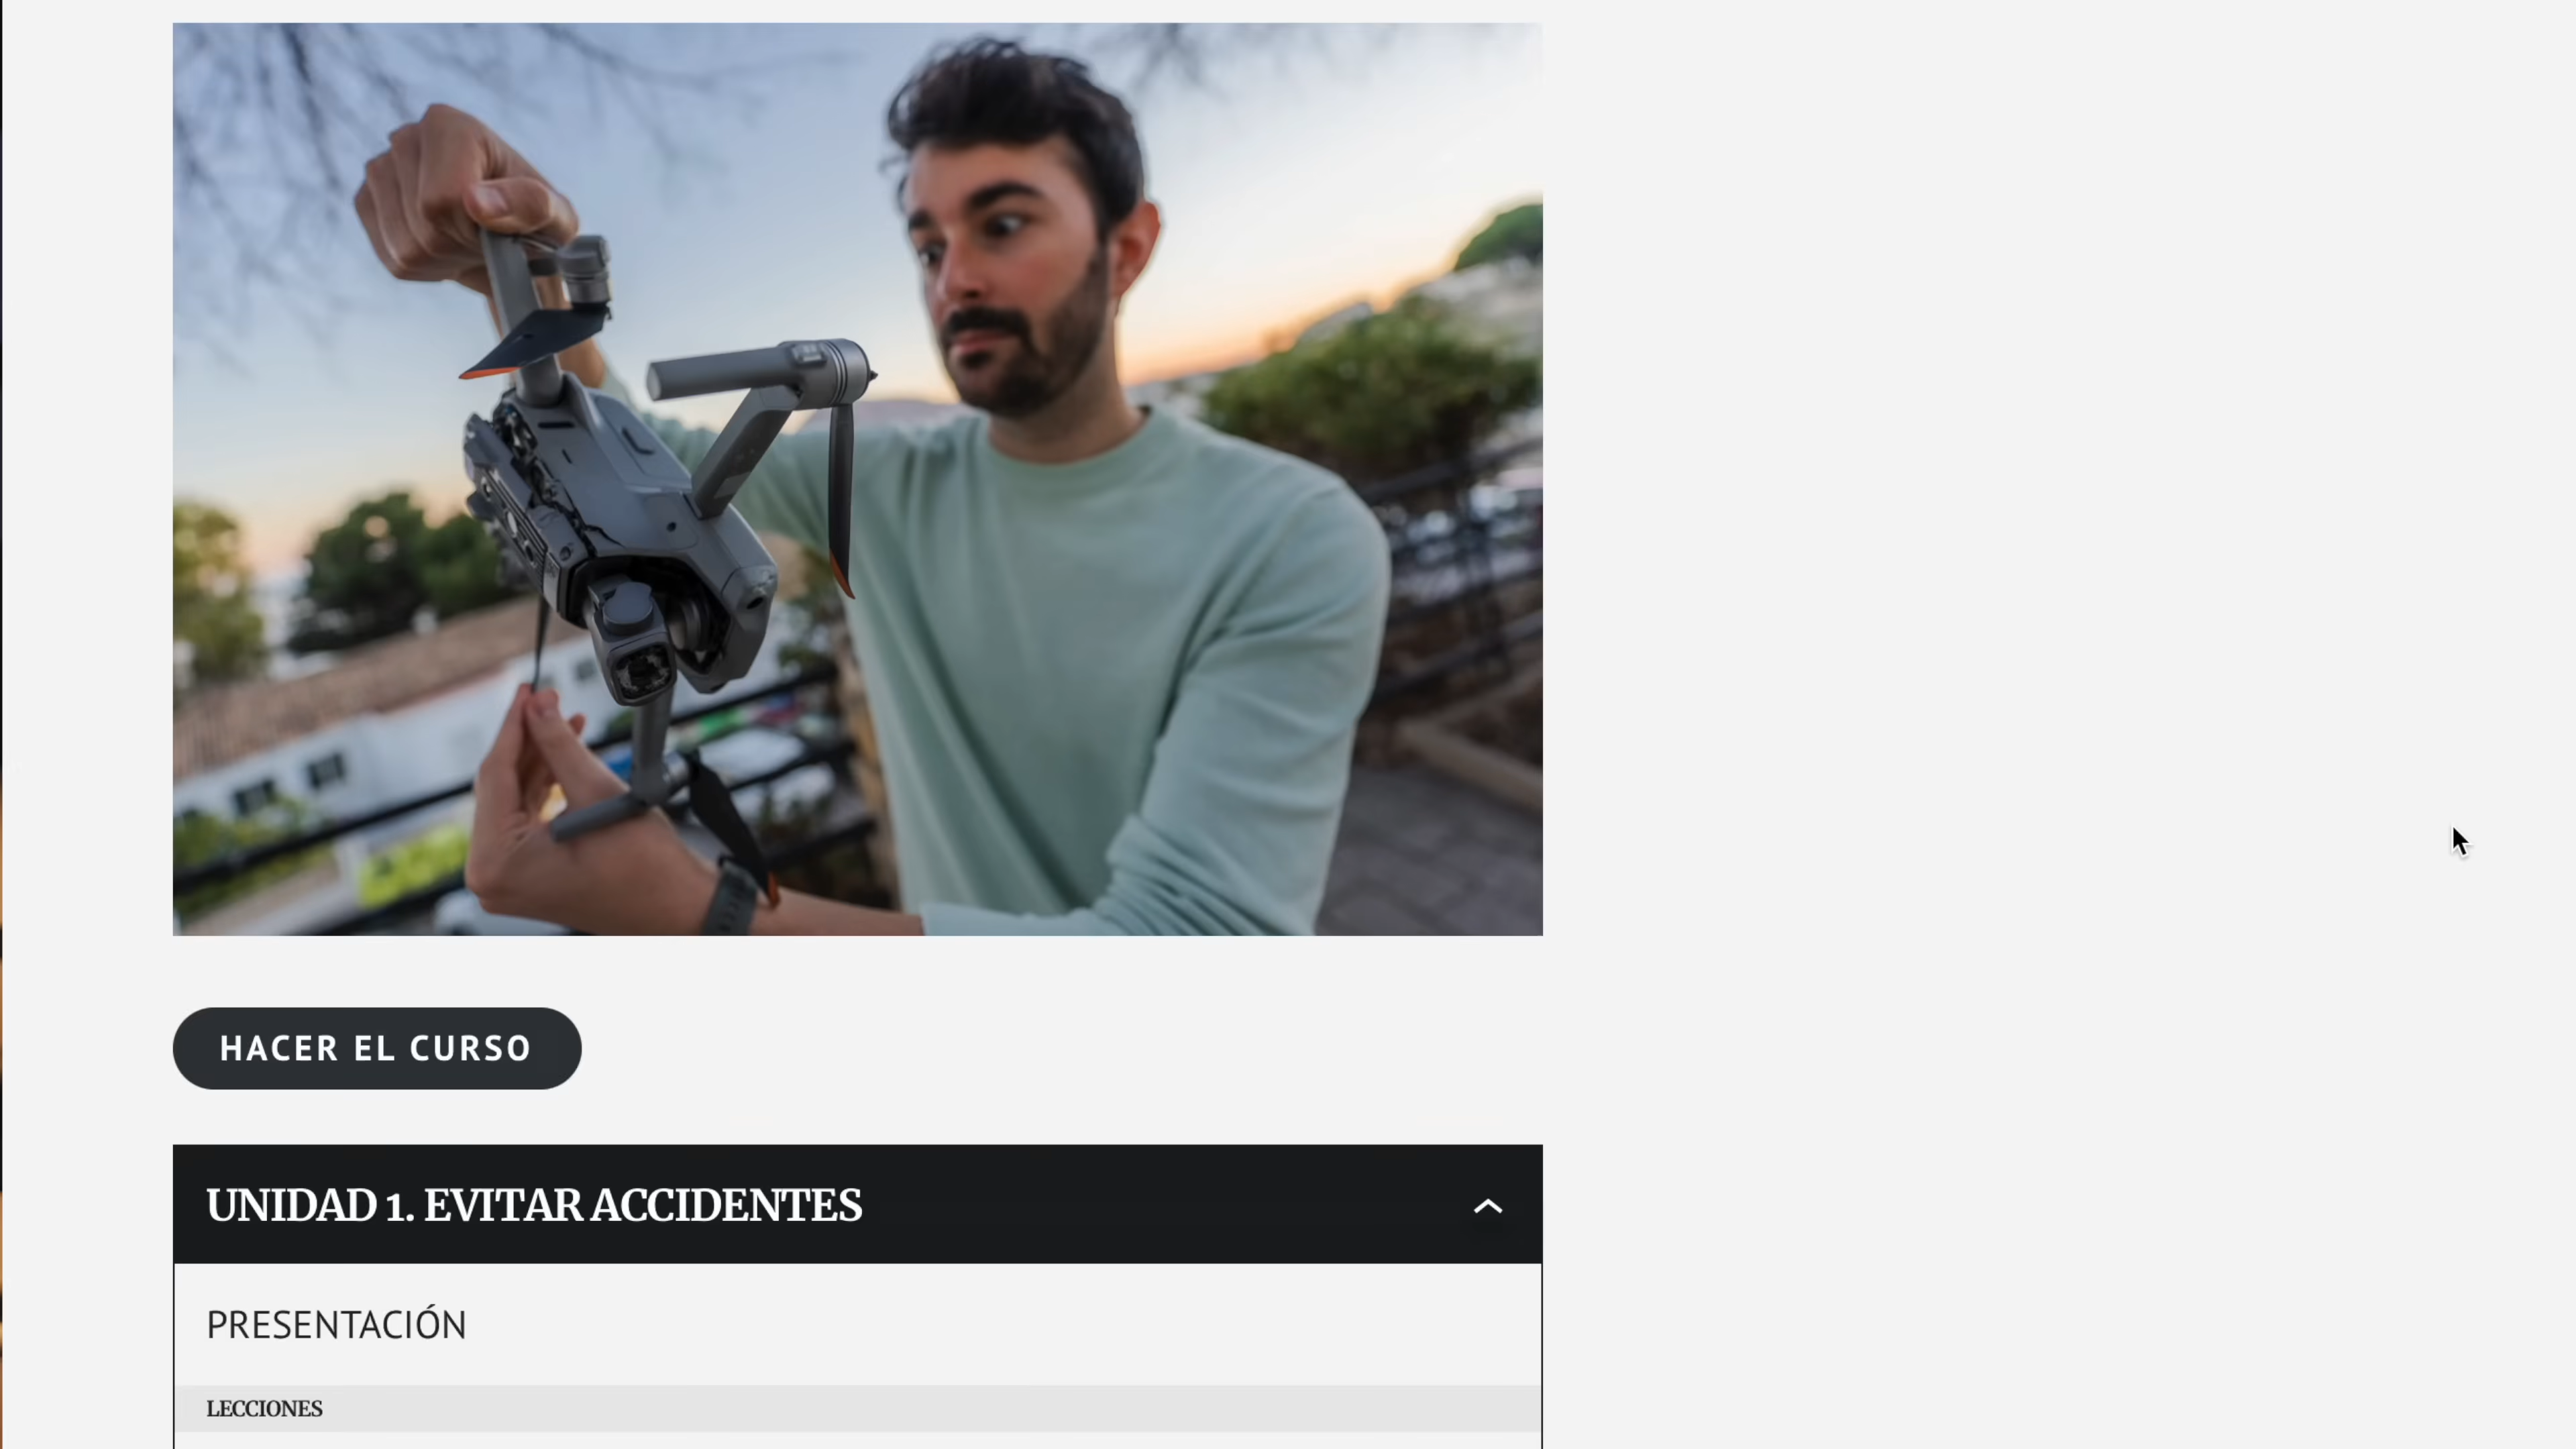 HACER EL CURSO
UNIDAD 1. EVITAR ACCIDENTES
PRESENTACIÓN
LECCIONES